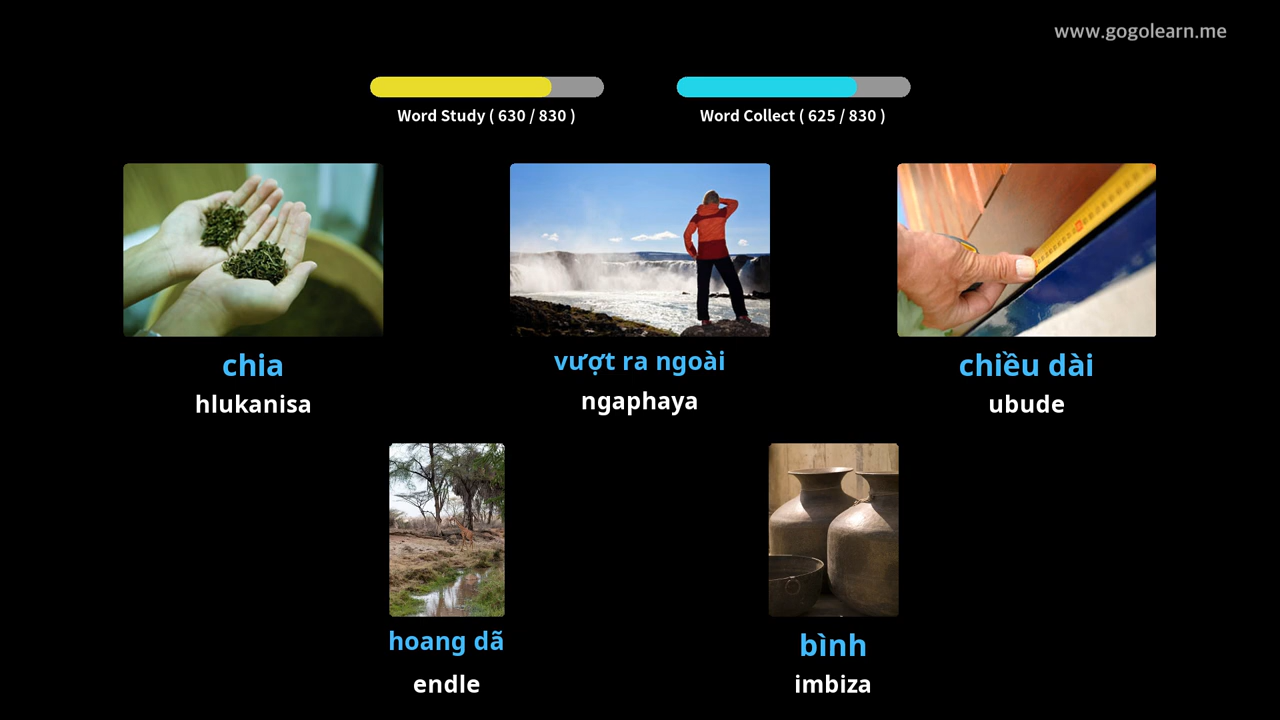 www.gogolearn.me
Word Study ( 630 / 830 )
Word Collect ( 625 / 830 )
chia
hlukanisa
vượt ra ngoài
ngaphaya
chiều dài
ubude
hoang dã
endle
bình
imbiza